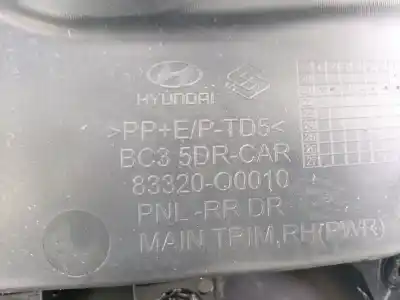 HYUNDAI
>PP+E/P-TD5<
BC3 5DR-CAR
83320-Q0010
PNL-RR DR
MAIN TRIM,RH(PWR)